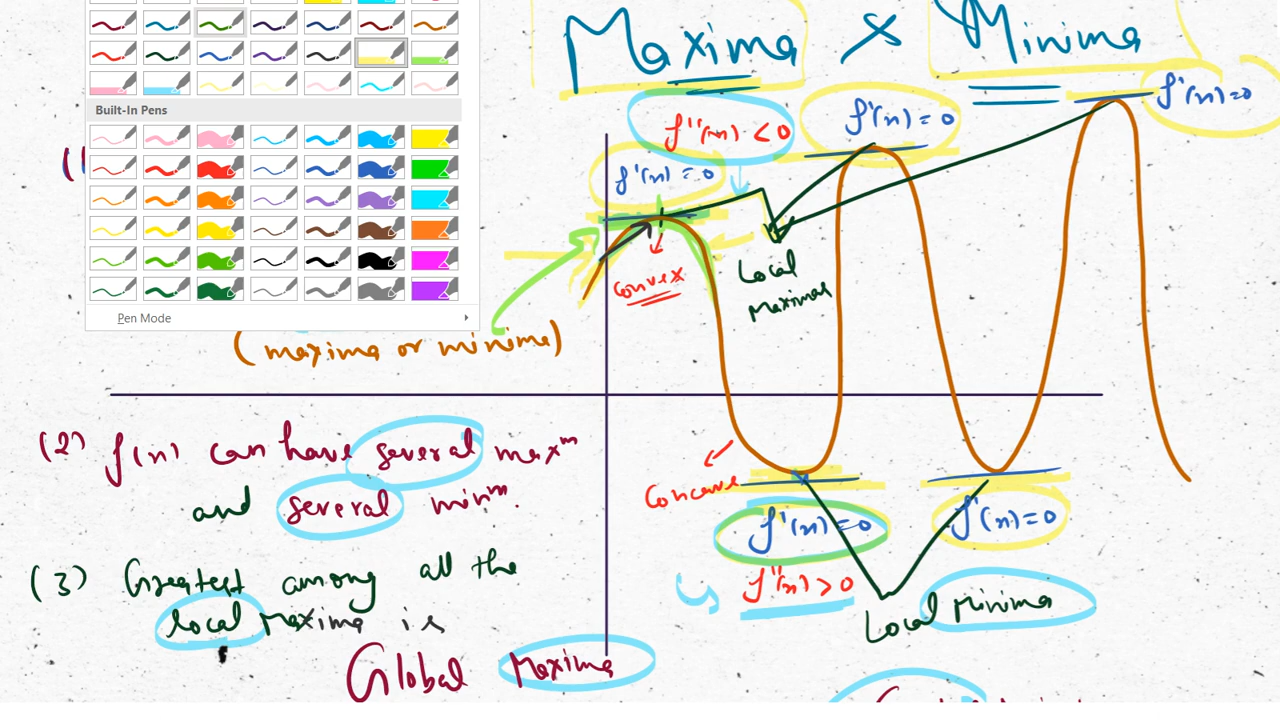 Maxima & Minima
Built-In Pens
f''(x) < 0
f'(x) = 0
f'(x) = 0
f'(x) = 0
Convex
Local
Maxima
Pen Mode
(maxima or minima)
(2) f(x) can have several maxᵐ
and several minᵐ.
Concave
f'(x) = 0
f'(x) = 0
f''(x) > 0
Local Minima
(3) Greatest among all the
local Maxima is
Global Maxima